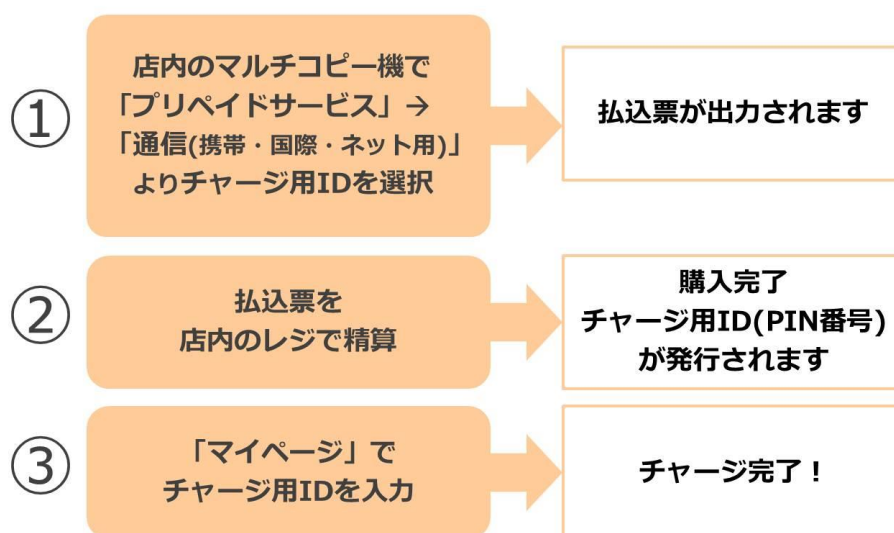 ①
店内のマルチコピー機で
「プリペイドサービス」→
「通信(携帯・国際・ネット用)」
よりチャージ用IDを選択
払込票が出力されます
②
払込票を
店内のレジで精算
購入完了
チャージ用ID(PIN番号)
が発行されます
③
「マイページ」で
チャージ用IDを入力
チャージ完了！